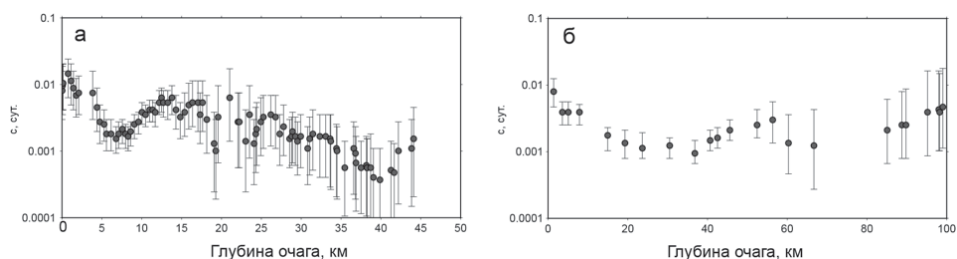 а
0.1
0.01
0.001
0.0001
с, сут.
0 5 10 15 20 25 30 35 40 45 50
Глубина очага, км
б
0.1
0.01
0.001
0.0001
с, сут.
0 20 40 60 80 100
Глубина очага, км